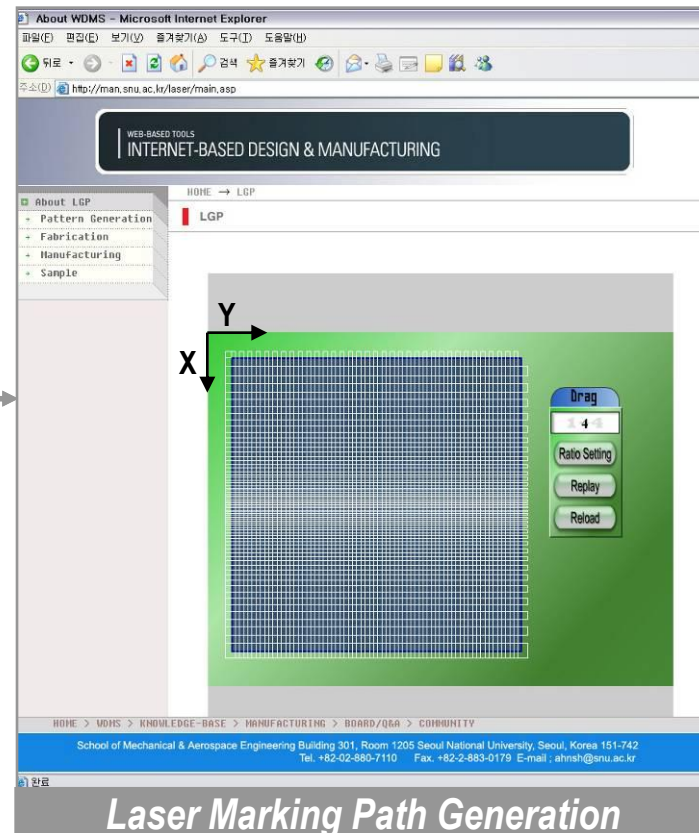 About WDMS - Microsoft Internet Explorer
파일(F) 편집(E) 보기(V) 즐겨찾기(A) 도구(T) 도움말(H)
뒤로 검색 즐겨찾기
주소(D) http://man.snu.ac.kr/laser/main.asp
WEB-BASED TOOLS
INTERNET-BASED DESIGN & MANUFACTURING
HOME → LGP
About LGP
+ Pattern Generation
+ Fabrication
+ Manufacturing
+ Sample
LGP
Y
X
Drag
4
Ratio Setting
Replay
Reload
HOME > WDMS > KNOWLEDGE-BASE > MANUFACTURING > BOARD/Q&A > COMMUNITY
School of Mechanical & Aerospace Engineering Building 301, Room 1205 Seoul National University, Seoul, Korea 151-742
Tel. +82-02-880-7110 Fax. +82-2-883-0179 E-mail ; ahnsh@snu.ac.kr
완료
Laser Marking Path Generation